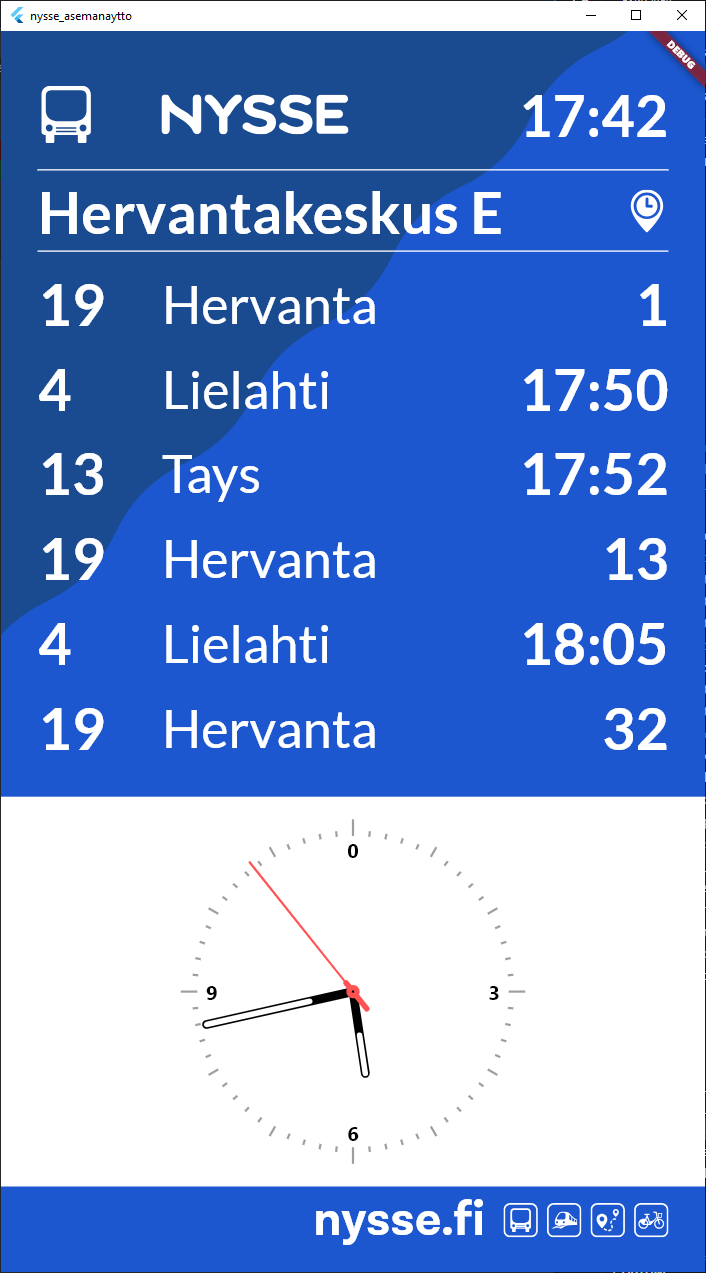 nysse_asemanaytto
DEBUG
NYSSE 17:42
Hervantakeskus E
19 Hervanta 1
4 Lielahti 17:50
13 Tays 17:52
19 Hervanta 13
4 Lielahti 18:05
19 Hervanta 32
0
9 3
6
nysse.fi